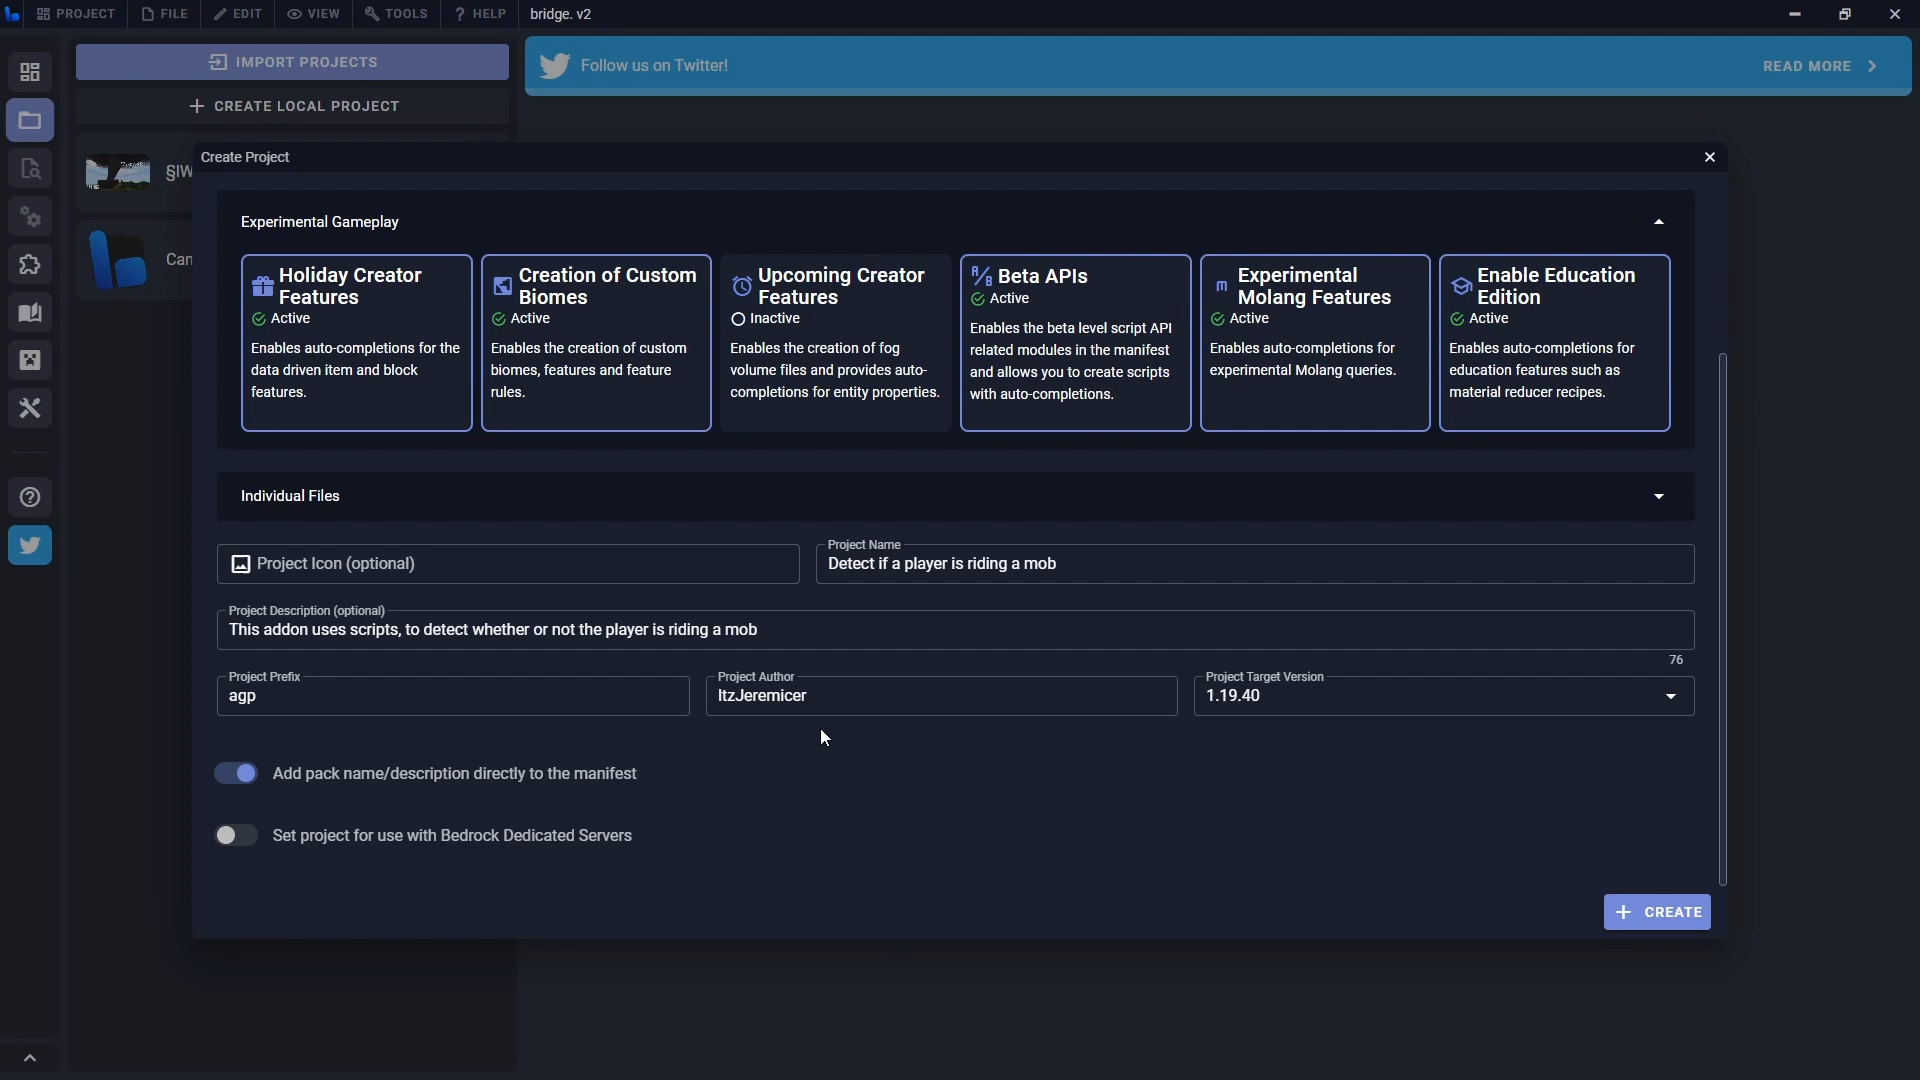 PROJECT FILE EDIT VIEW TOOLS HELP bridge. v2
IMPORT PROJECTS
Follow us on Twitter!
READ MORE
CREATE LOCAL PROJECT
§lW
Can
Create Project
Experimental Gameplay
Holiday Creator
Features
Active
Enables auto-completions for the
data driven item and block
features.
Creation of Custom
Biomes
Active
Enables the creation of custom
biomes, features and feature
rules.
Upcoming Creator
Features
Inactive
Enables the creation of fog
volume files and provides auto-
completions for entity properties.
A/B Beta APIs
Active
Enables the beta level script API
related modules in the manifest
and allows you to create scripts
with auto-completions.
m Experimental
Molang Features
Active
Enables auto-completions for
experimental Molang queries.
Enable Education
Edition
Active
Enables auto-completions for
education features such as
material reducer recipes.
Individual Files
Project Icon (optional)
Project Name
Detect if a player is riding a mob
Project Description (optional)
This addon uses scripts, to detect whether or not the player is riding a mob
76
Project Prefix
agp
Project Author
ItzJeremicer
Project Target Version
1.19.40
Add pack name/description directly to the manifest
Set project for use with Bedrock Dedicated Servers
CREATE